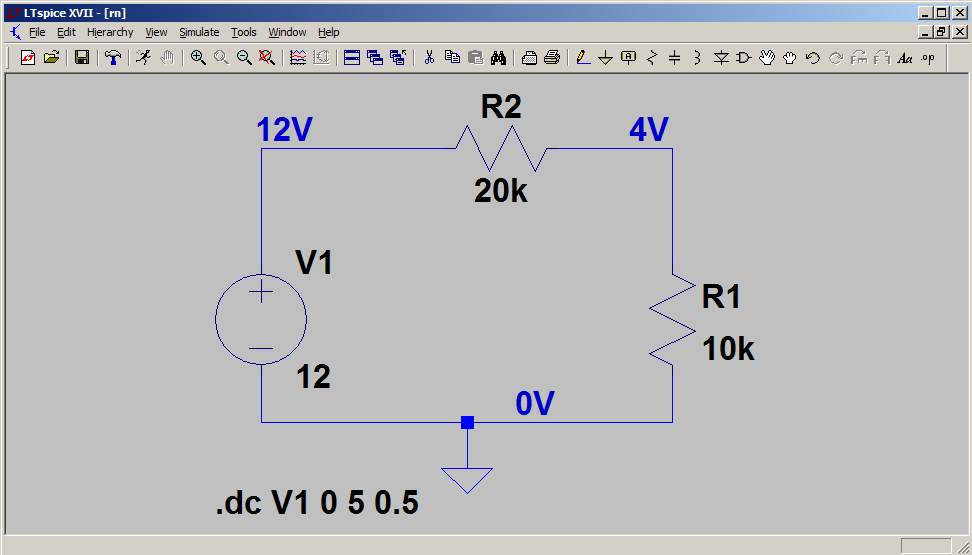 LTspice XVII - [rn]
File Edit Hierarchy View Simulate Tools Window Help
Aa .op
R2
12V 4V
20k
V1
R1
10k
12
0V
.dc V1 0 5 0.5